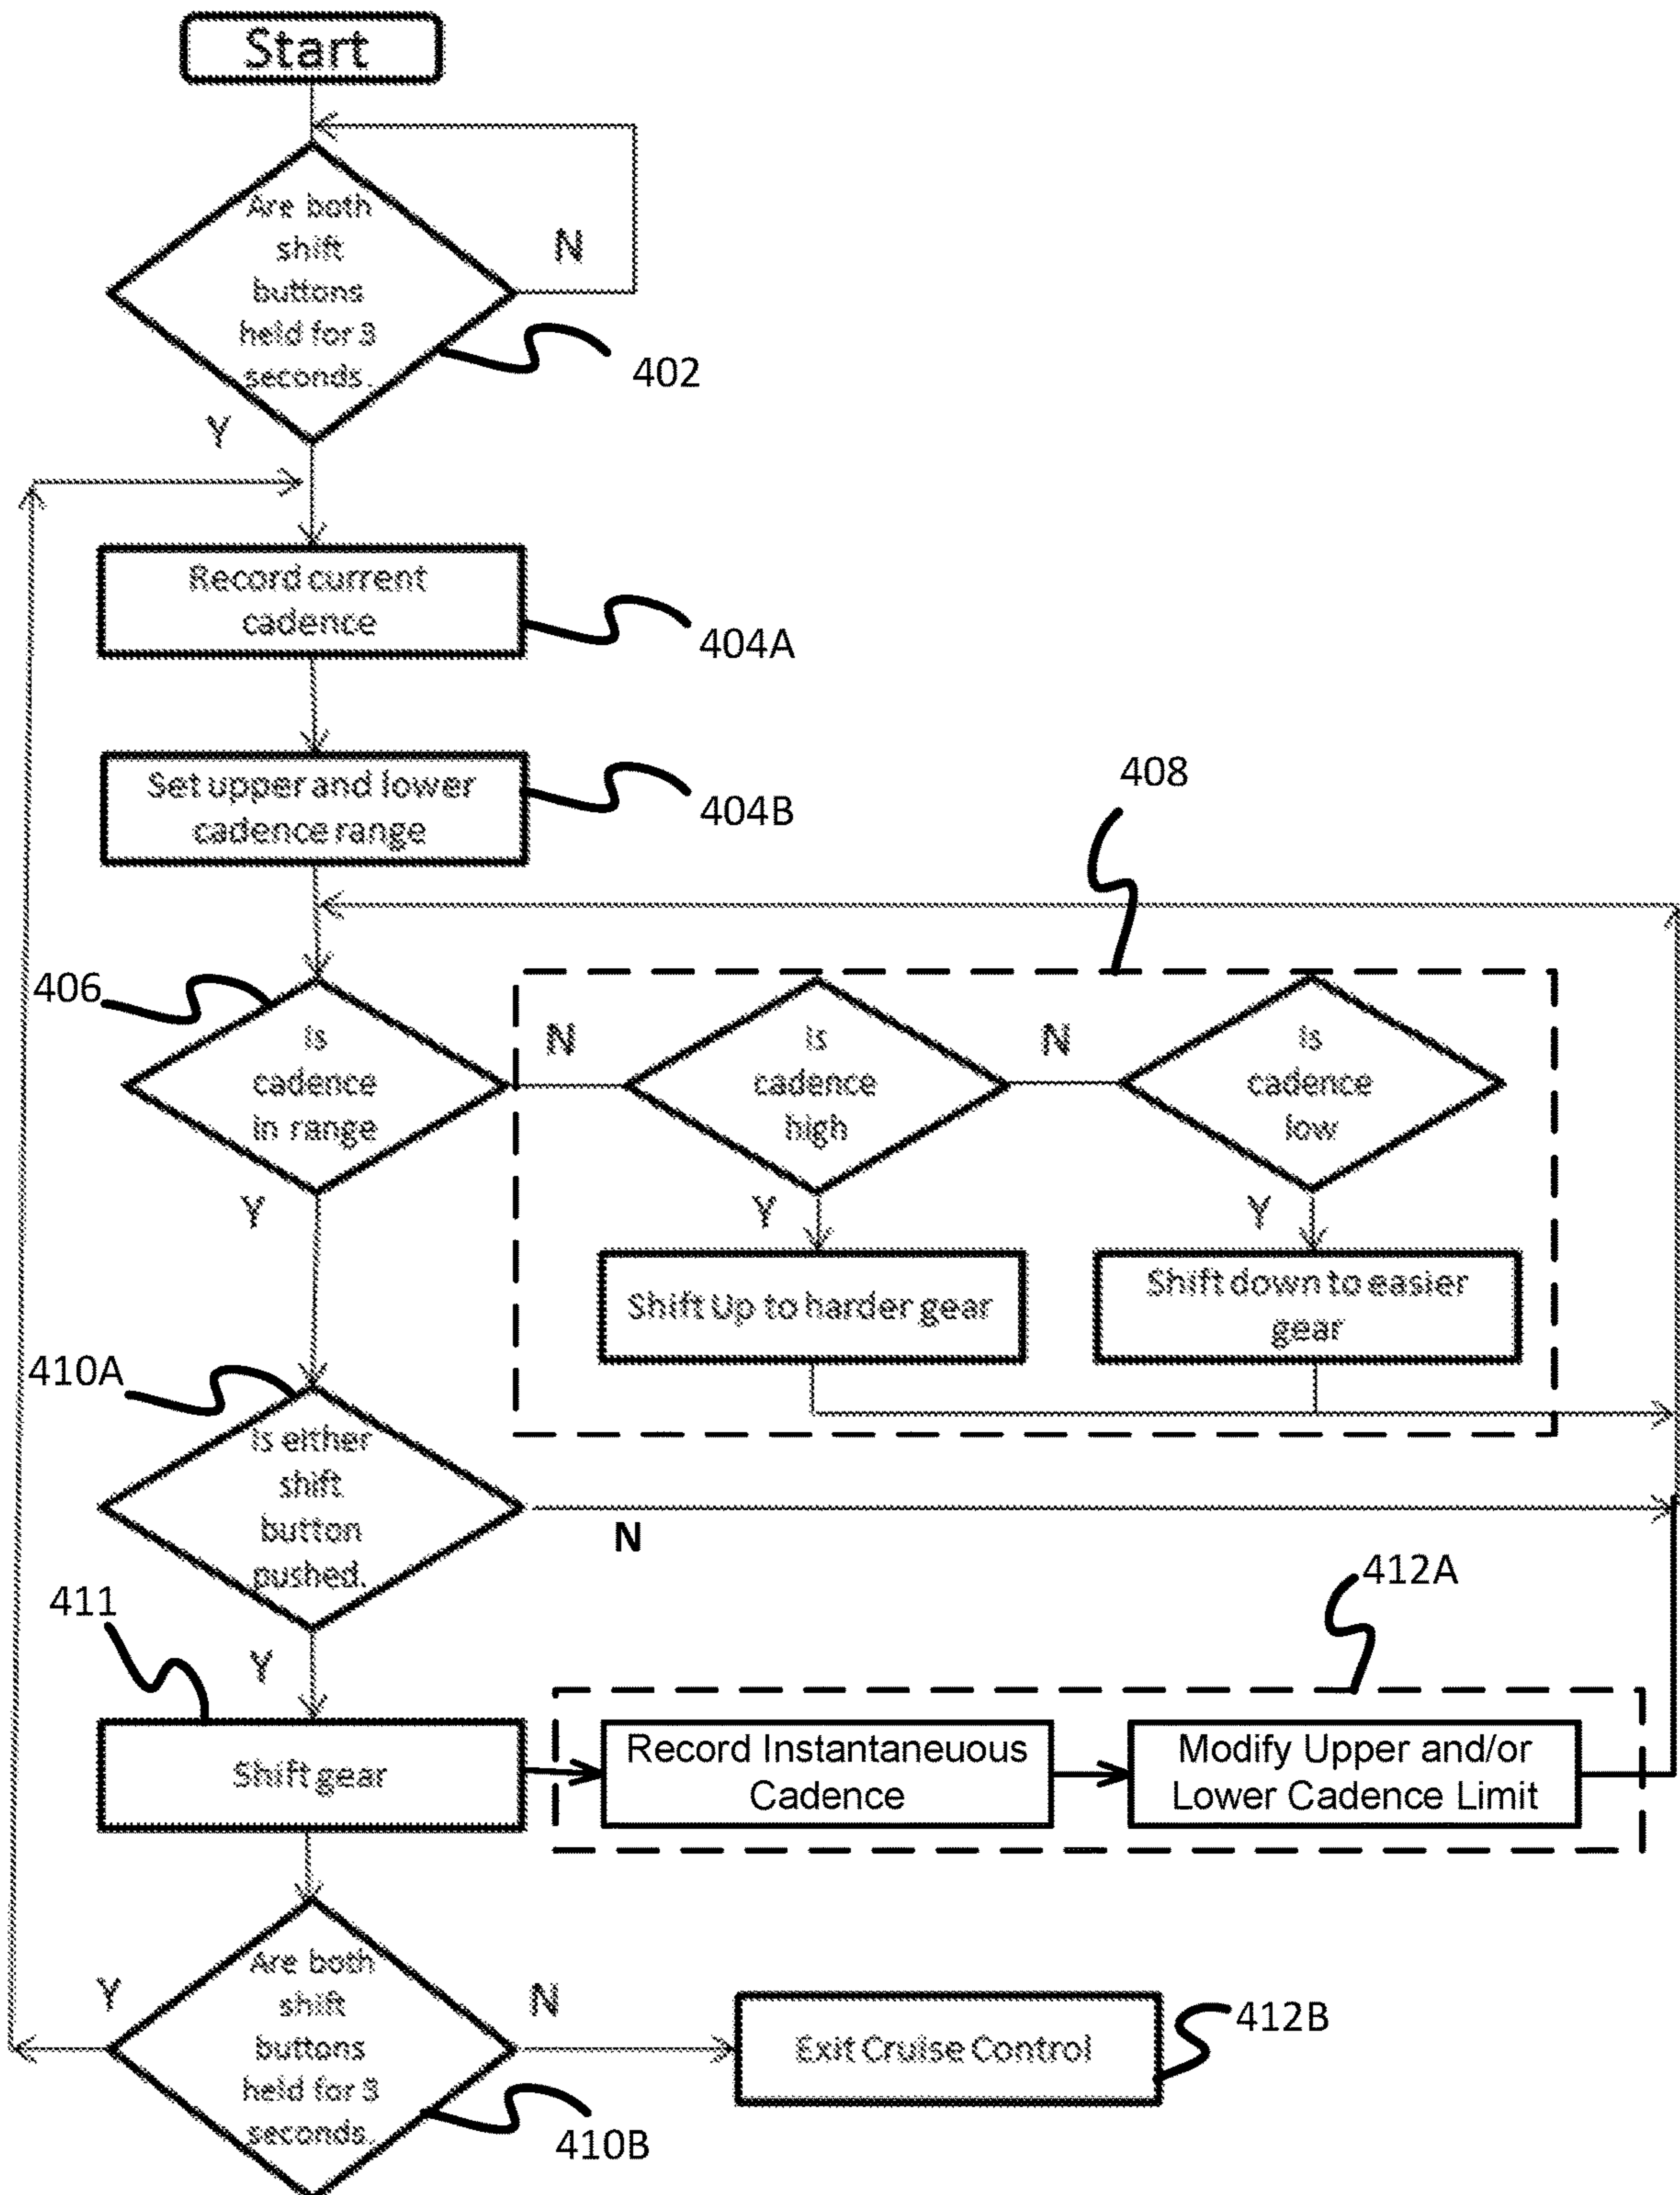 Start
Are both
shift
buttons
held for 3
seconds.
N
402
Y
Record current
cadence
404A
Set upper and lower
cadence range
404B
408
406
Is
cadence
in range
N
Is
cadence
high
N
Is
cadence
low
Y
Y
Y
Shift Up to harder gear
Shift down to easier
gear
410A
Is either
shift
button
pushed.
N
412A
411
Y
Shift gear
Record Instantaneuous
Cadence
Modify Upper and/or
Lower Cadence Limit
Are both
shift
buttons
held for 3
seconds.
Y
N
Exit Cruise Control
412B
410B